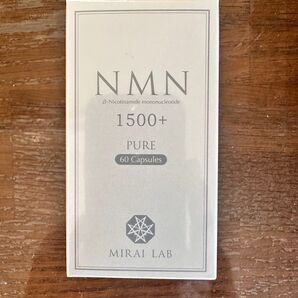 NMN
β-Nicotinamide mononucleotide
1500+
PURE
60 Capsules
MIRAI LAB